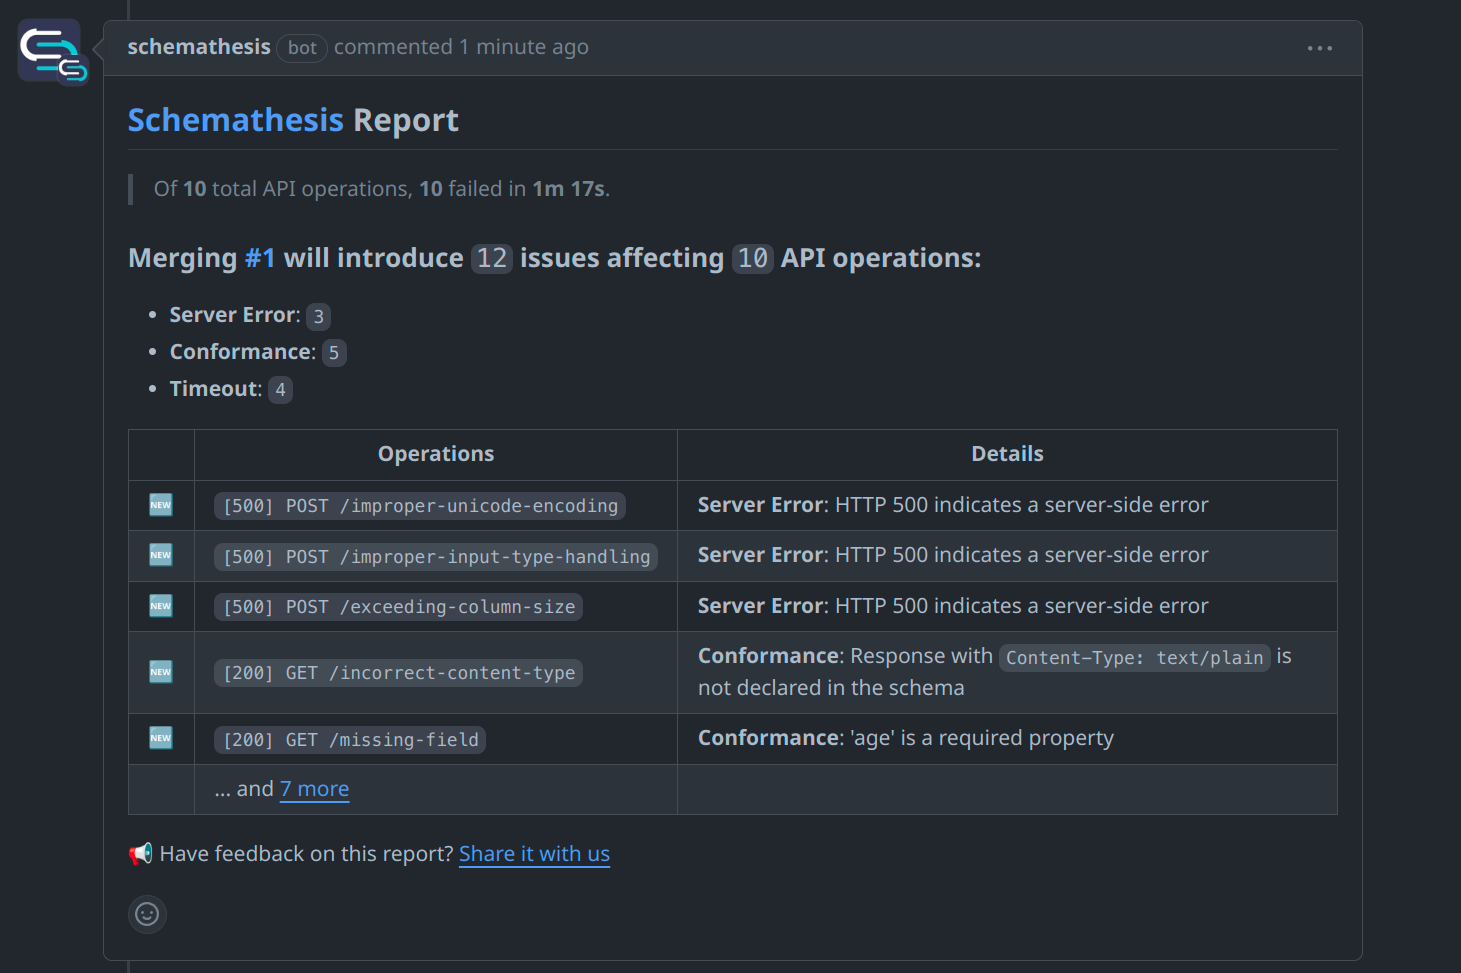 schemathesis bot commented 1 minute ago
Schemathesis Report
Of 10 total API operations, 10 failed in 1m 17s.
Merging #1 will introduce 12 issues affecting 10 API operations:
• Server Error: 3
• Conformance: 5
• Timeout: 4
Operations Details
NEW [500] POST /improper-unicode-encoding Server Error: HTTP 500 indicates a server-side error
NEW [500] POST /improper-input-type-handling Server Error: HTTP 500 indicates a server-side error
NEW [500] POST /exceeding-column-size Server Error: HTTP 500 indicates a server-side error
NEW [200] GET /incorrect-content-type Conformance: Response with Content-Type: text/plain is
not declared in the schema
NEW [200] GET /missing-field Conformance: 'age' is a required property
... and 7 more
📢 Have feedback on this report? Share it with us